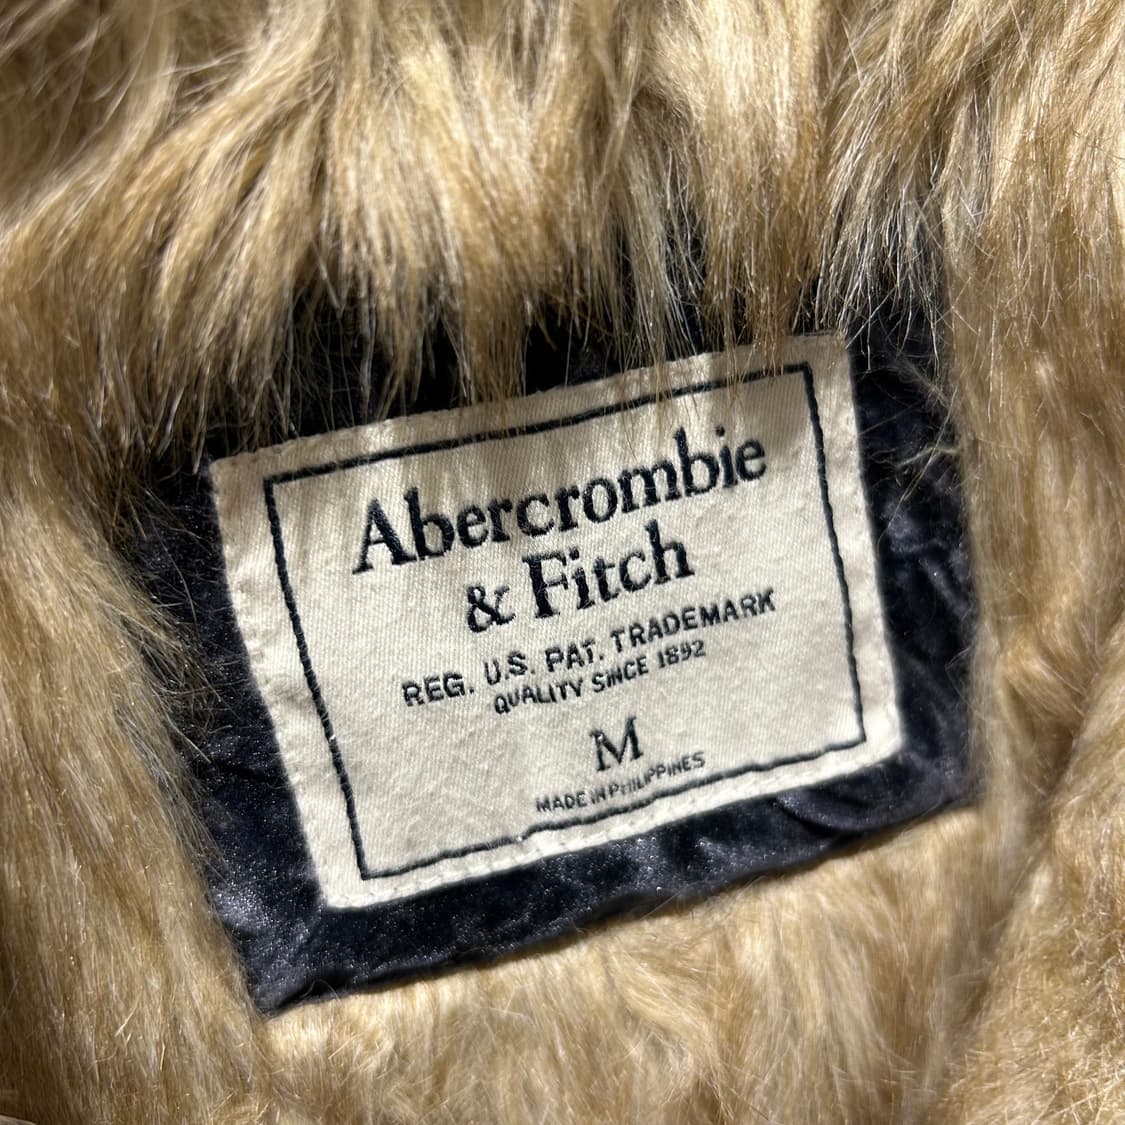 Abercrombie
& Fitch
REG. U.S. PAT. TRADEMARK
QUALITY SINCE 1892
M
MADE IN PHILIPPINES